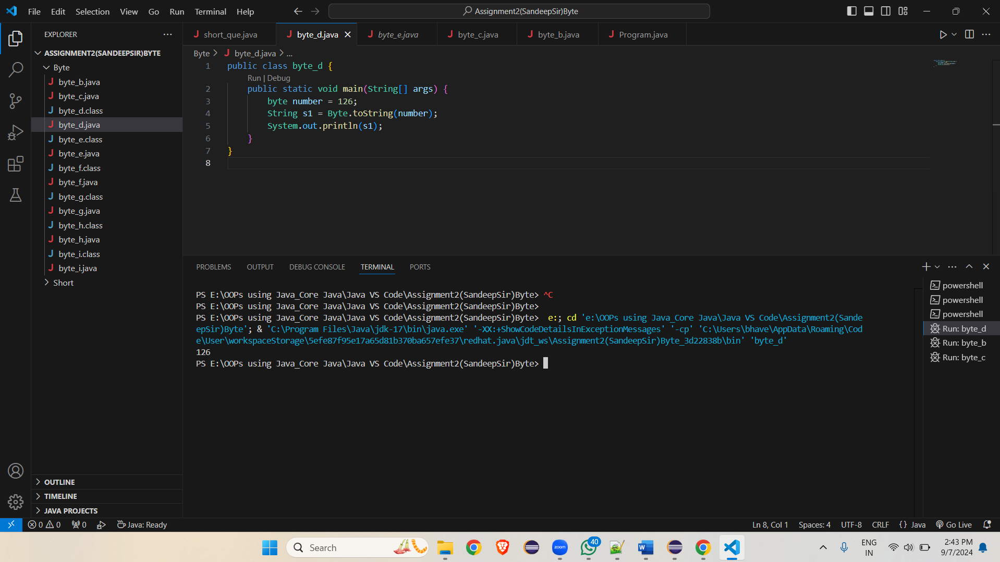 File Edit Selection View Go Run Terminal Help
Assignment2(SandeepSir)Byte
EXPLORER
ASSIGNMENT2(SANDEEPSIR)BYTE
Byte
byte_b.java
byte_c.java
byte_d.class
byte_d.java
byte_e.class
byte_e.java
byte_f.class
byte_f.java
byte_g.class
byte_g.java
byte_h.class
byte_h.java
byte_i.class
byte_i.java
Short
OUTLINE
TIMELINE
JAVA PROJECTS
short_que.java byte_d.java byte_e.java byte_c.java byte_b.java Program.java
Byte > byte_d.java > ...
1 public class byte_d {
Run | Debug
2 public static void main(String[] args) {
3 byte number = 126;
4 String s1 = Byte.toString(number);
5 System.out.println(s1);
6 }
7 }
8
PROBLEMS OUTPUT DEBUG CONSOLE TERMINAL PORTS
PS E:\OOPs using Java_Core Java\Java VS Code\Assignment2(SandeepSir)Byte> ^C
PS E:\OOPs using Java_Core Java\Java VS Code\Assignment2(SandeepSir)Byte>
PS E:\OOPs using Java_Core Java\Java VS Code\Assignment2(SandeepSir)Byte>  e:; cd 'e:\OOPs using Java_Core Java\Java VS Code\Assignment2(Sande
epSir)Byte'; & 'C:\Program Files\Java\jdk-17\bin\java.exe' '-XX:+ShowCodeDetailsInExceptionMessages' '-cp' 'C:\Users\bhave\AppData\Roaming\Cod
e\User\workspaceStorage\5efe87f95e17a65d81b370ba657efe37\redhat.java\jdt_ws\Assignment2(SandeepSir)Byte_3d22838b\bin' 'byte_d'
126
PS E:\OOPs using Java_Core Java\Java VS Code\Assignment2(SandeepSir)Byte>
powershell
powershell
powershell
Run: byte_d
Run: byte_b
Run: byte_c
0 0 0 Java: Ready
Ln 8, Col 1 Spaces: 4 UTF-8 CRLF {} Java Go Live
Search
zoom
40
W
ENG
IN
2:43 PM
9/7/2024